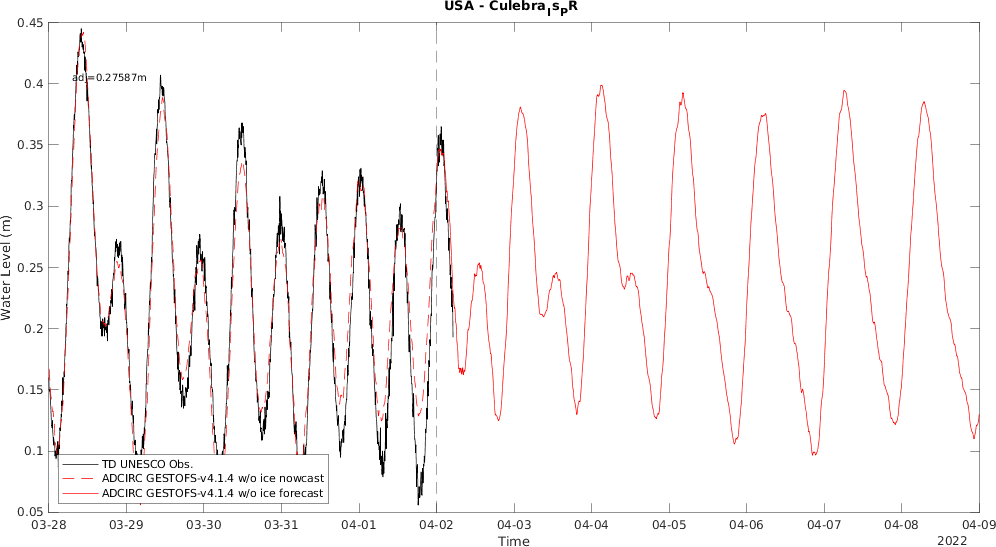 USA - CulebraIsPR
0.45
0.4
0.35
0.3
0.25
0.2
0.15
0.1
0.05
Water Level (m)
adj=0.27587m
TD UNESCO Obs.
ADCIRC GESTOFS-v4.1.4 w/o ice nowcast
ADCIRC GESTOFS-v4.1.4 w/o ice forecast
03-28 03-29 03-30 03-31 04-01 04-02 04-03 04-04 04-05 04-06 04-07 04-08 04-09
Time
2022